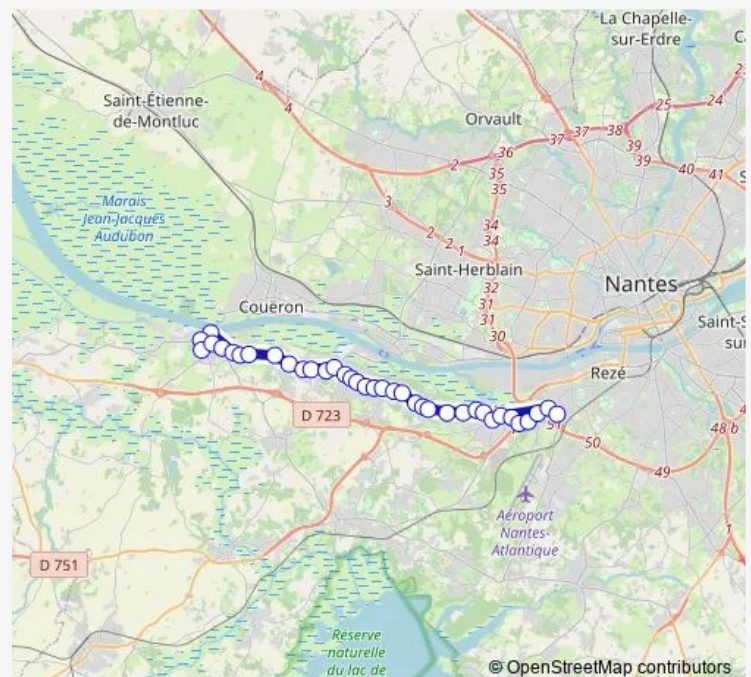 La Chapelle-
sur-Erdre
Saint-Étienne-
de-Montluc
Orvault
4
4
25
24
38
37
37
36
39
39
40
41
2
35
35
3
2
2
1
34
34
Marais
Jean-Jacques
Audubon
Saint-Herblain
32
31
31
30
Nantes
Couëron
Saint-S
sur
Rezé
D 723
50
49
48 b
51
Aéroport
Nantes-
Atlantique
1
D 751
Réserve
naturelle
du lac de
© OpenStreetMap contributors